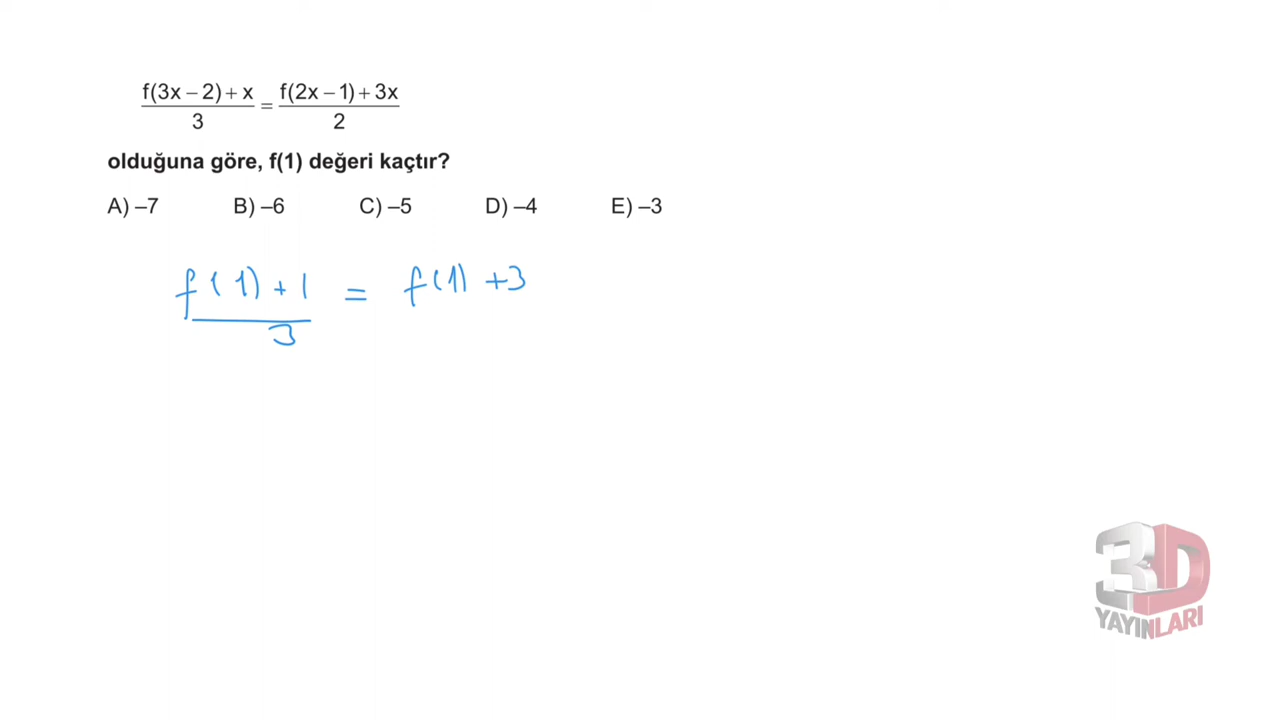 f(3x – 2) + x / 3 = f(2x – 1) + 3x / 2
olduğuna göre, f(1) değeri kaçtır?
A) –7 B) –6 C) –5 D) –4 E) –3
f(1) + 1 / 3 = f(1) + 3
3D
YAYINLARI